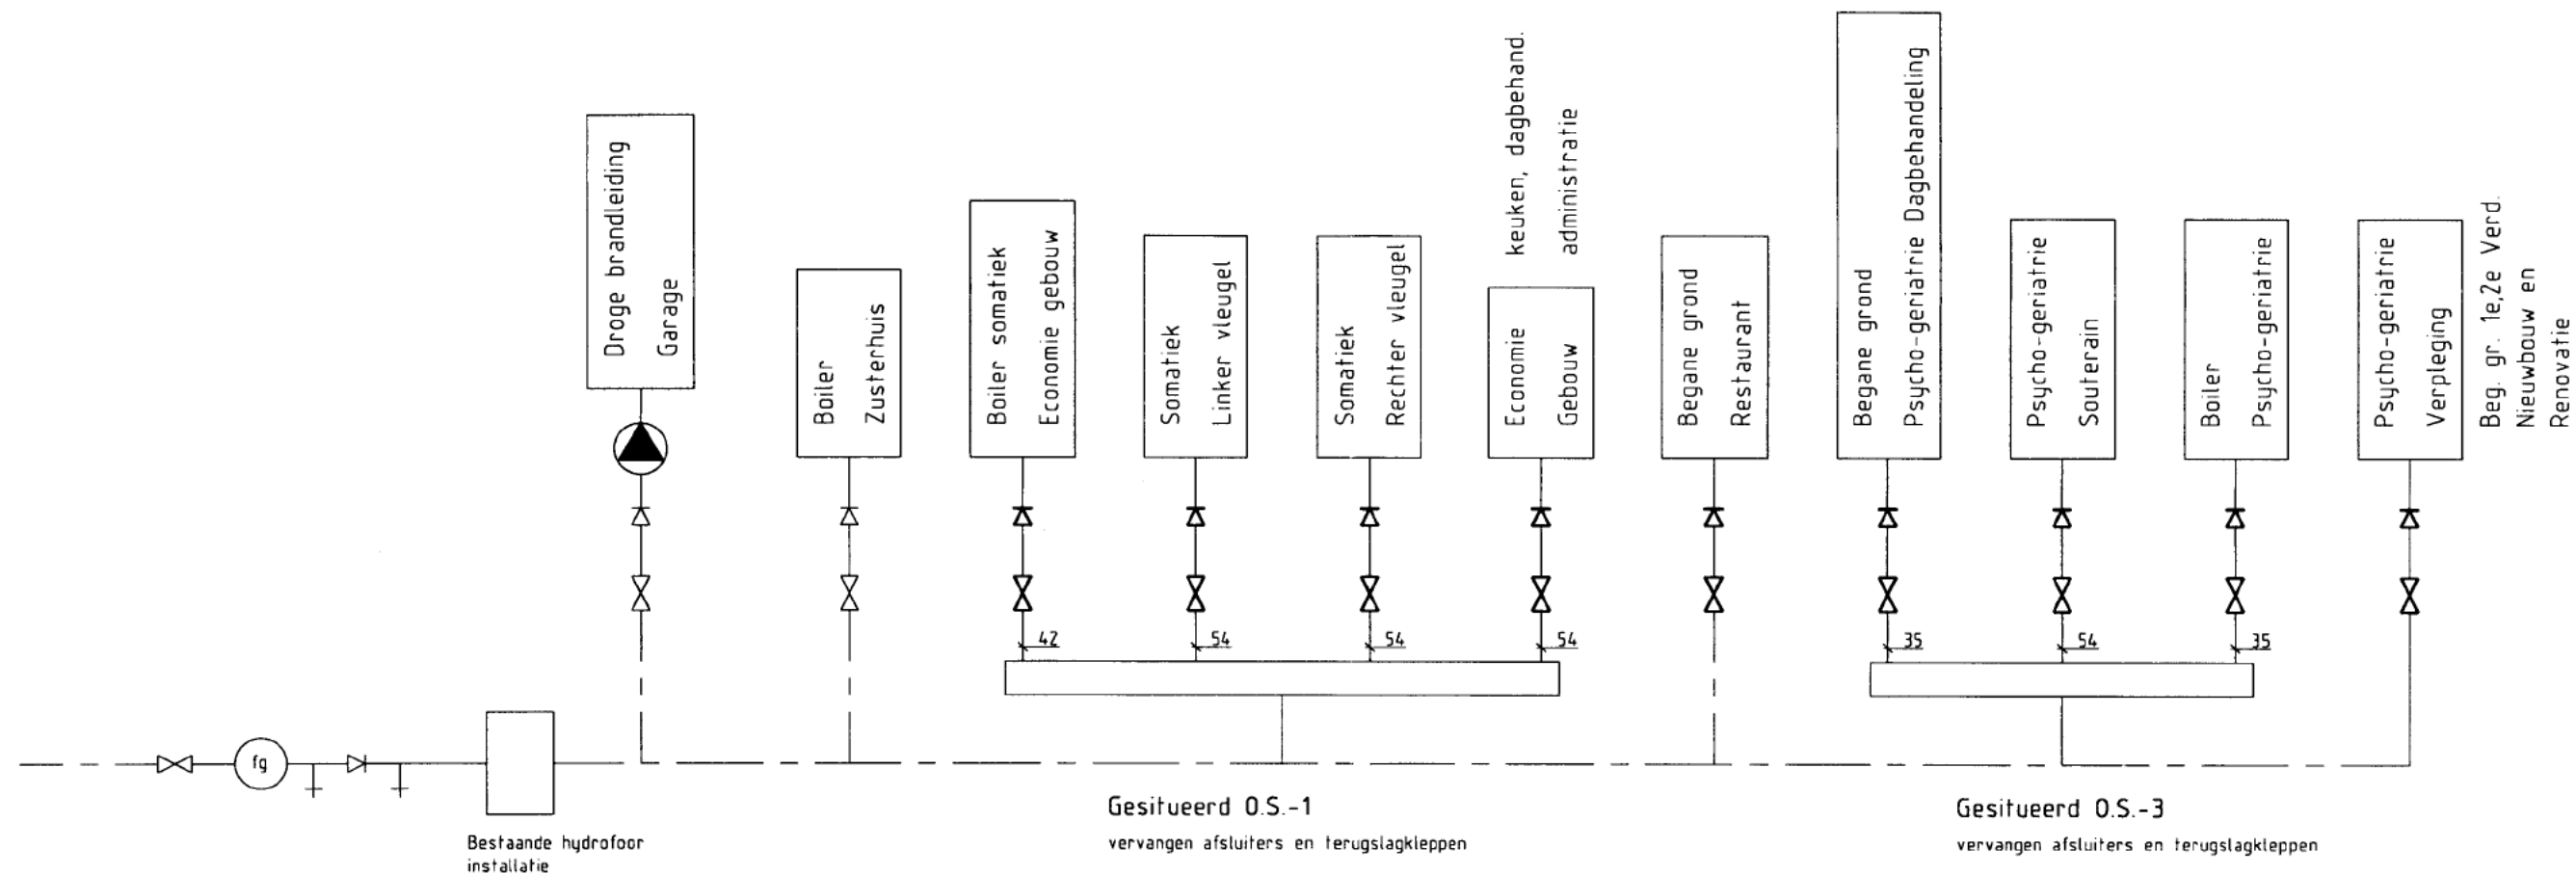 Droge brandleiding
Garage
Boiler
Zusterhuis
Boiler somatiek
Economie gebouw
Somatiek
Linker vleugel
Somatiek
Rechter vleugel
keuken, dagbehand.
administratie
Economie
Gebouw
Begane grond
Restaurant
Begane grond
Psycho-geriatrie Dagbehandeling
Psycho-geriatrie
Souterain
Boiler
Psycho-geriatrie
Psycho-geriatrie
Verpleging
Beg. gr. 1e,2e Verd.
Nieuwbouw en
Renovatie
42
54
54
54
35
54
35
fg
Bestaande hydrofoor
installatie
Gesitueerd O.S.-1
vervangen afsluiters en terugslagkleppen
Gesitueerd O.S.-3
vervangen afsluiters en terugslagkleppen